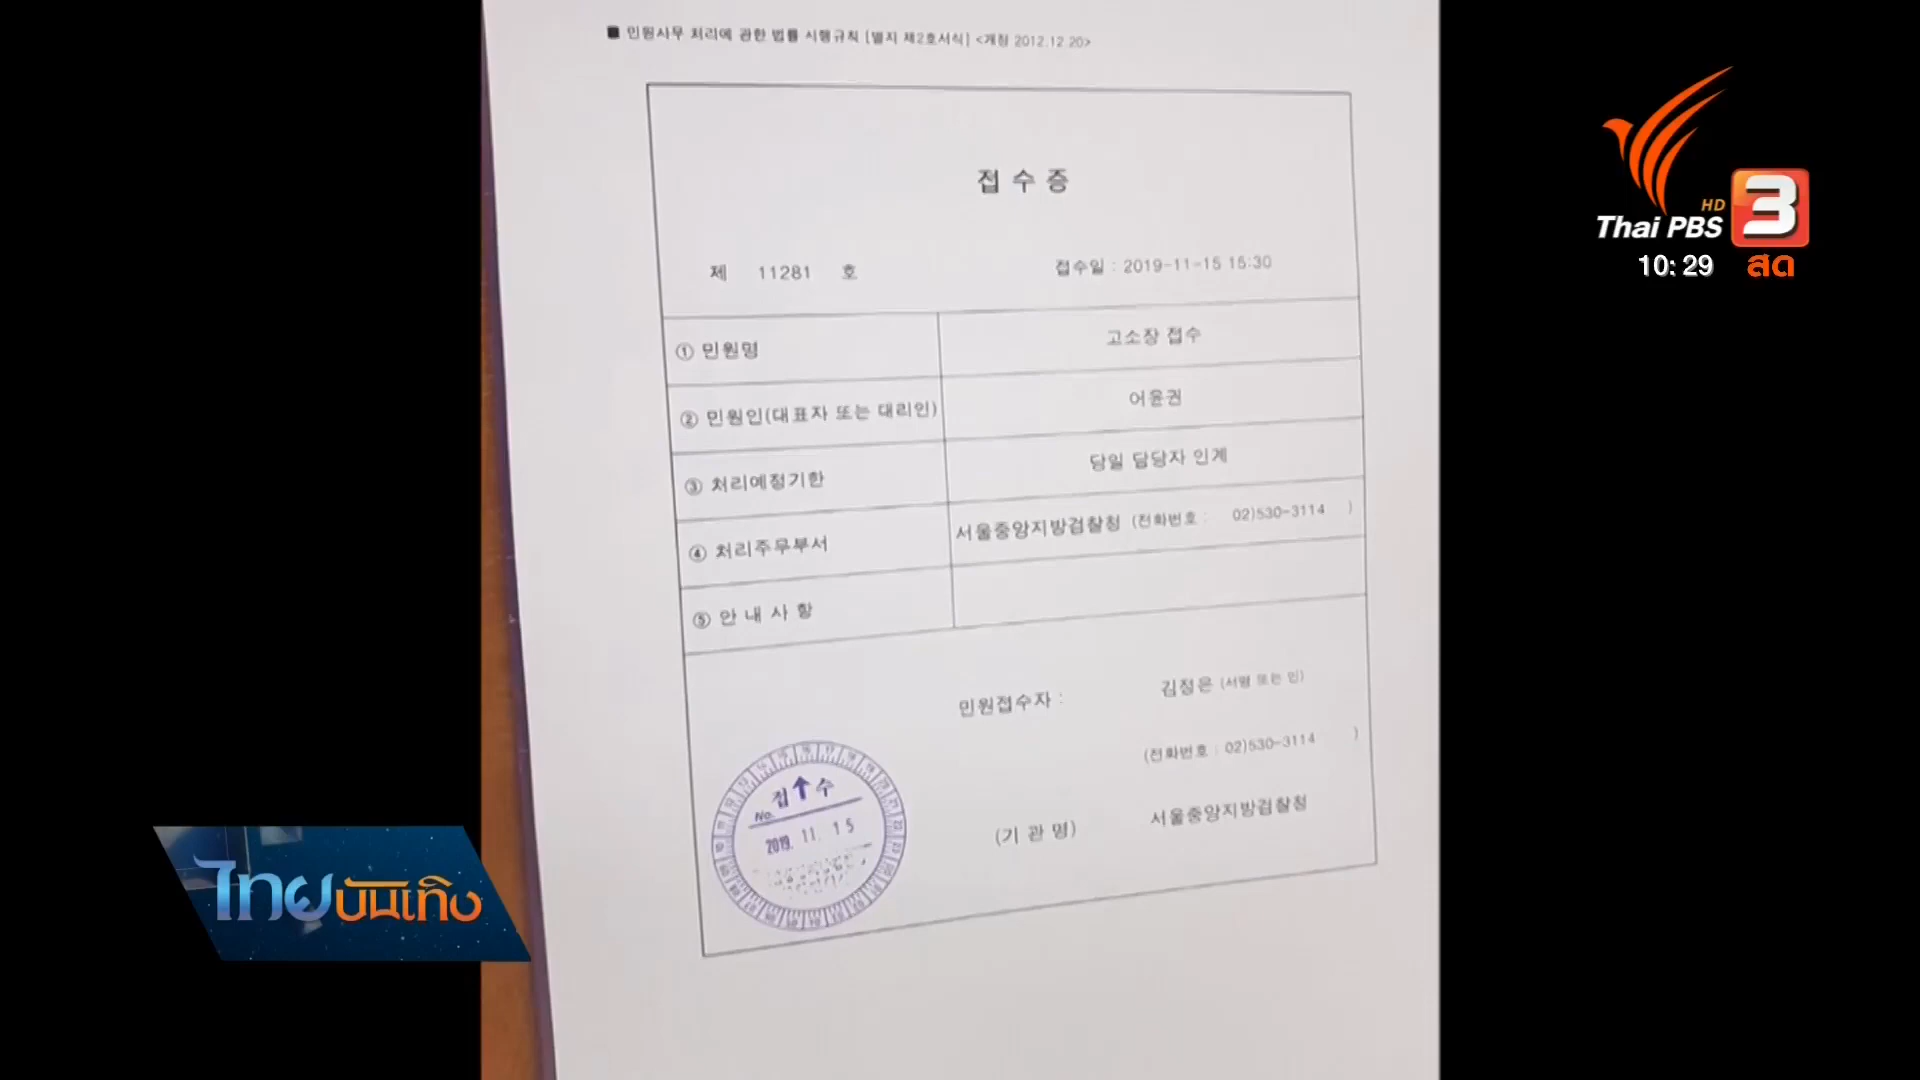 ■ 민원사무 처리에 관한 법률 시행규칙 [별지 제2호서식] <개정 2012.12.20>
접 수 증
제 11281 호
접수일 : 2019-11-15 15:30
① 민원명 고소장 접수
② 민원인(대표자 또는 대리인) 어윤권
③ 처리예정기한 당일 담당자 인계
④ 처리주무부서 서울중앙지방검찰청 (전화번호 : 02)530-3114 )
⑤ 안 내 사 항
민원접수자 : 김정은 (서명 또는 인)
(전화번호 : 02)530-3114 )
(기 관 명) 서울중앙지방검찰청
접 수
No.
2019. 11. 15
HD
Thai PBS 3
10:29 สด
ไทยบันเทิง